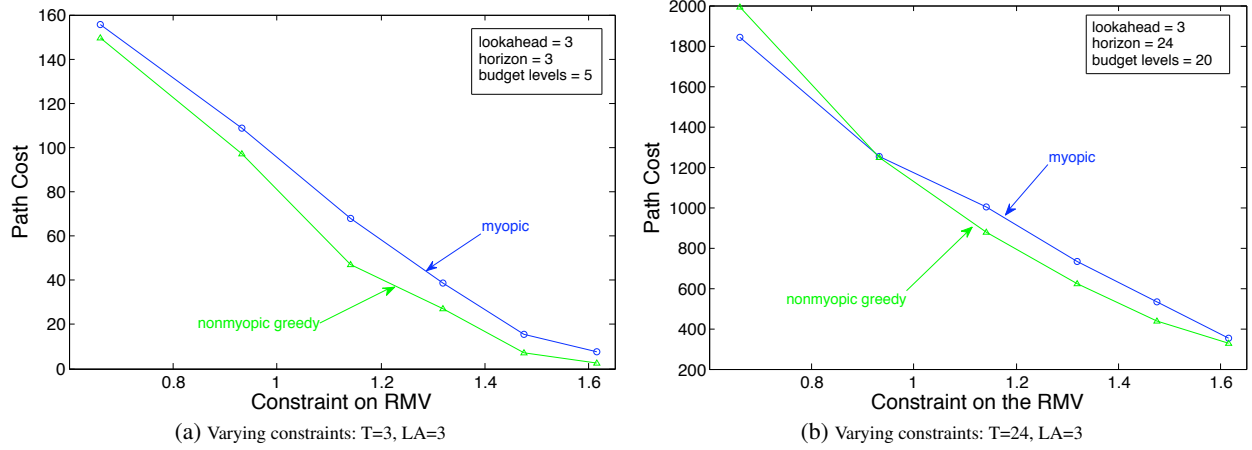 160
140
120
100
80
60
40
20
0
Path Cost
lookahead = 3
horizon = 3
budget levels = 5
myopic
nonmyopic greedy
0.8 1 1.2 1.4 1.6
Constraint on RMV
(a) Varying constraints: T=3, LA=3
2000
1800
1600
1400
1200
1000
800
600
400
200
Path Cost
lookahead = 3
horizon = 24
budget levels = 20
myopic
nonmyopic greedy
0.8 1 1.2 1.4 1.6
Constraint on the RMV
(b) Varying constraints: T=24, LA=3